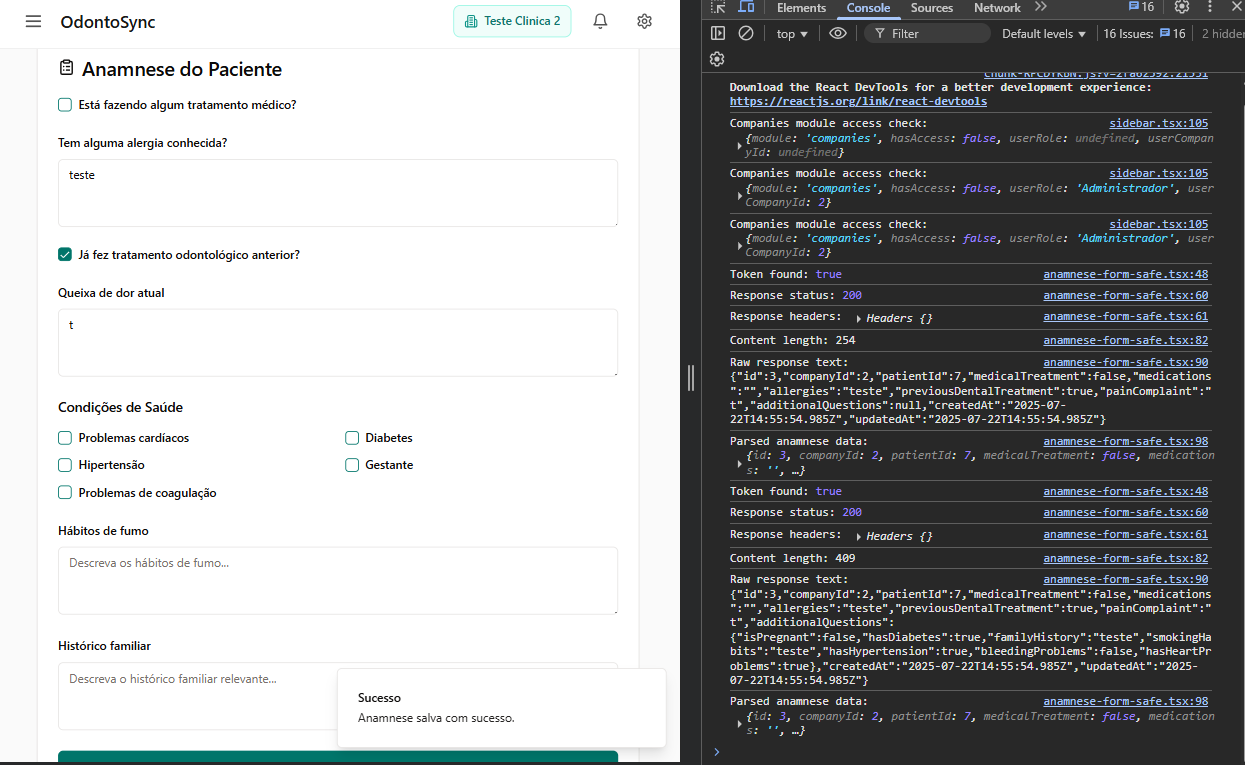 OdontoSync
Teste Clinica 2
Anamnese do Paciente
Está fazendo algum tratamento médico?
Tem alguma alergia conhecida?
teste
Já fez tratamento odontológico anterior?
Queixa de dor atual
t
Condições de Saúde
Problemas cardíacos
Diabetes
Hipertensão
Gestante
Problemas de coagulação
Hábitos de fumo
Descreva os hábitos de fumo...
Histórico familiar
Descreva o histórico familiar relevante...
Sucesso
Anamnese salva com sucesso.
Elements Console Sources Network 16
top Filter Default levels 16 Issues: 16 2 hidden
Download the React DevTools for a better development experience:
https://reactjs.org/link/react-devtools
Companies module access check: sidebar.tsx:105
{module: 'companies', hasAccess: false, userRole: undefined, userCompan
yId: undefined}
Companies module access check: sidebar.tsx:105
{module: 'companies', hasAccess: false, userRole: 'Administrador', user
CompanyId: 2}
Companies module access check: sidebar.tsx:105
{module: 'companies', hasAccess: false, userRole: 'Administrador', user
CompanyId: 2}
Token found: true anamnese-form-safe.tsx:48
Response status: 200 anamnese-form-safe.tsx:60
Response headers: Headers {} anamnese-form-safe.tsx:61
Content length: 254 anamnese-form-safe.tsx:82
Raw response text: anamnese-form-safe.tsx:90
{"id":3,"companyId":2,"patientId":7,"medicalTreatment":false,"medications
":"","allergies":"teste","previousDentalTreatment":true,"painComplaint":"
t","additionalQuestions":null,"createdAt":"2025-07-
22T14:55:54.985Z","updatedAt":"2025-07-22T14:55:54.985Z"}
Parsed anamnese data: anamnese-form-safe.tsx:98
{id: 3, companyId: 2, patientId: 7, medicalTreatment: false, medication
s: '', …}
Token found: true anamnese-form-safe.tsx:48
Response status: 200 anamnese-form-safe.tsx:60
Response headers: Headers {} anamnese-form-safe.tsx:61
Content length: 409 anamnese-form-safe.tsx:82
Raw response text: anamnese-form-safe.tsx:90
{"id":3,"companyId":2,"patientId":7,"medicalTreatment":false,"medications
":"","allergies":"teste","previousDentalTreatment":true,"painComplaint":"
t","additionalQuestions":
{"isPregnant":false,"hasDiabetes":true,"familyHistory":"teste","smokingHa
bits":"teste","hasHypertension":true,"bleedingProblems":false,"hasHeartPr
oblems":true},"createdAt":"2025-07-22T14:55:54.985Z","updatedAt":"2025-
07-22T14:55:54.985Z"}
Parsed anamnese data: anamnese-form-safe.tsx:98
{id: 3, companyId: 2, patientId: 7, medicalTreatment: false, medication
s: '', …}